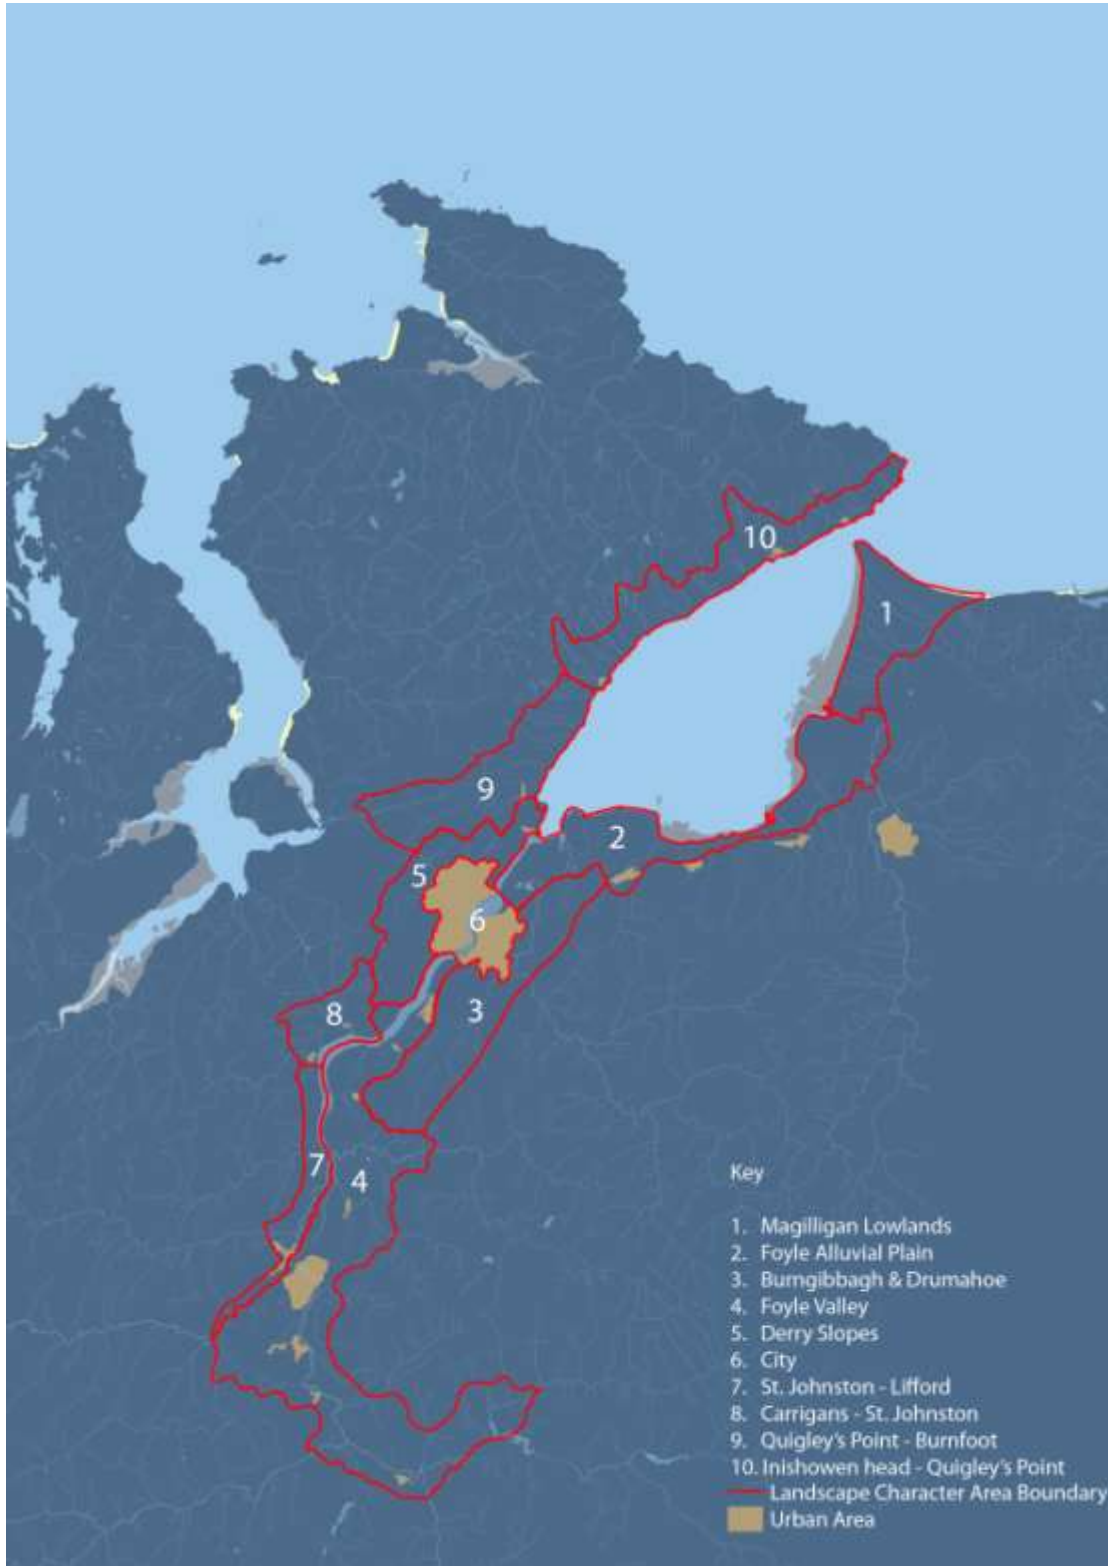 10
1
9
2
5
6
3
8
7
4
Key
1. Magilligan Lowlands
2. Foyle Alluvial Plain
3. Burngibbagh & Drumahoe
4. Foyle Valley
5. Derry Slopes
6. City
7. St. Johnston - Lifford
8. Carrigans - St. Johnston
9. Quigley's Point - Burnfoot
10. Inishowen head - Quigley's Point
Landscape Character Area Boundary
Urban Area